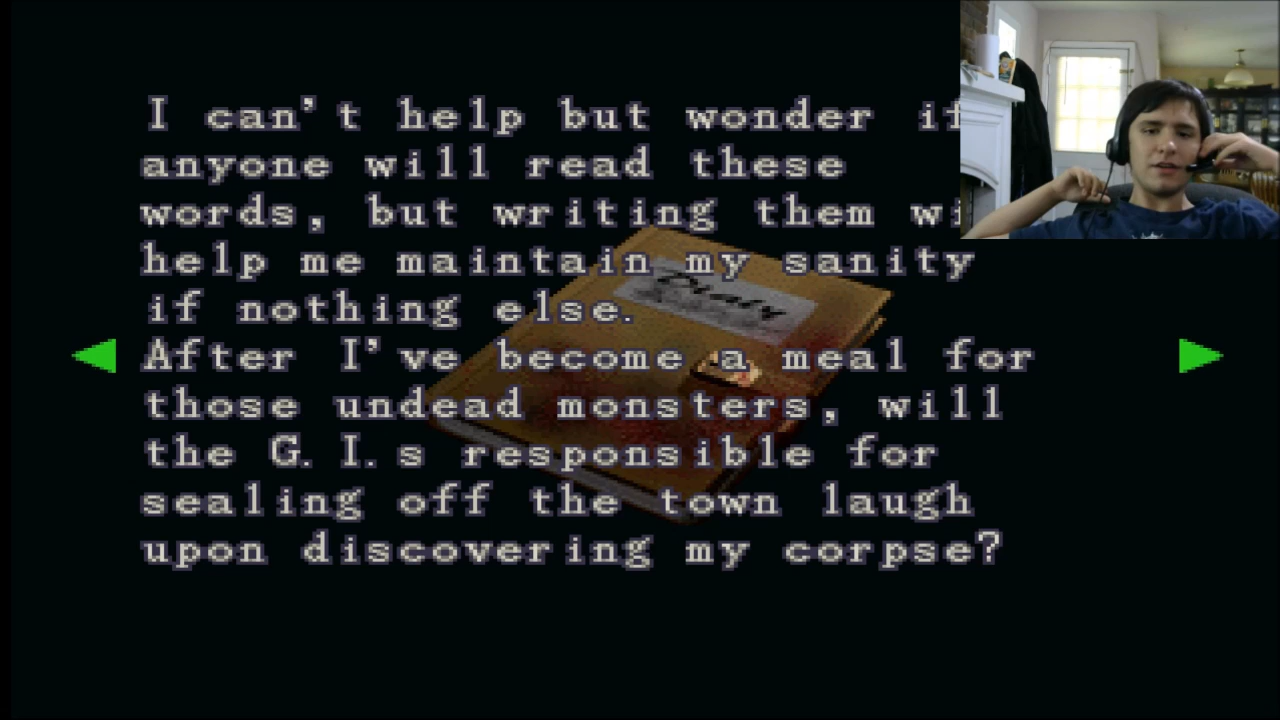 I can't help but wonder if
anyone will read these
words, but writing them
help me maintain my sanity
if nothing else.
After I've become a meal for
those undead monsters, will
the G.I.s responsible for
sealing off the town laugh
upon discovering my corpse?
Diary